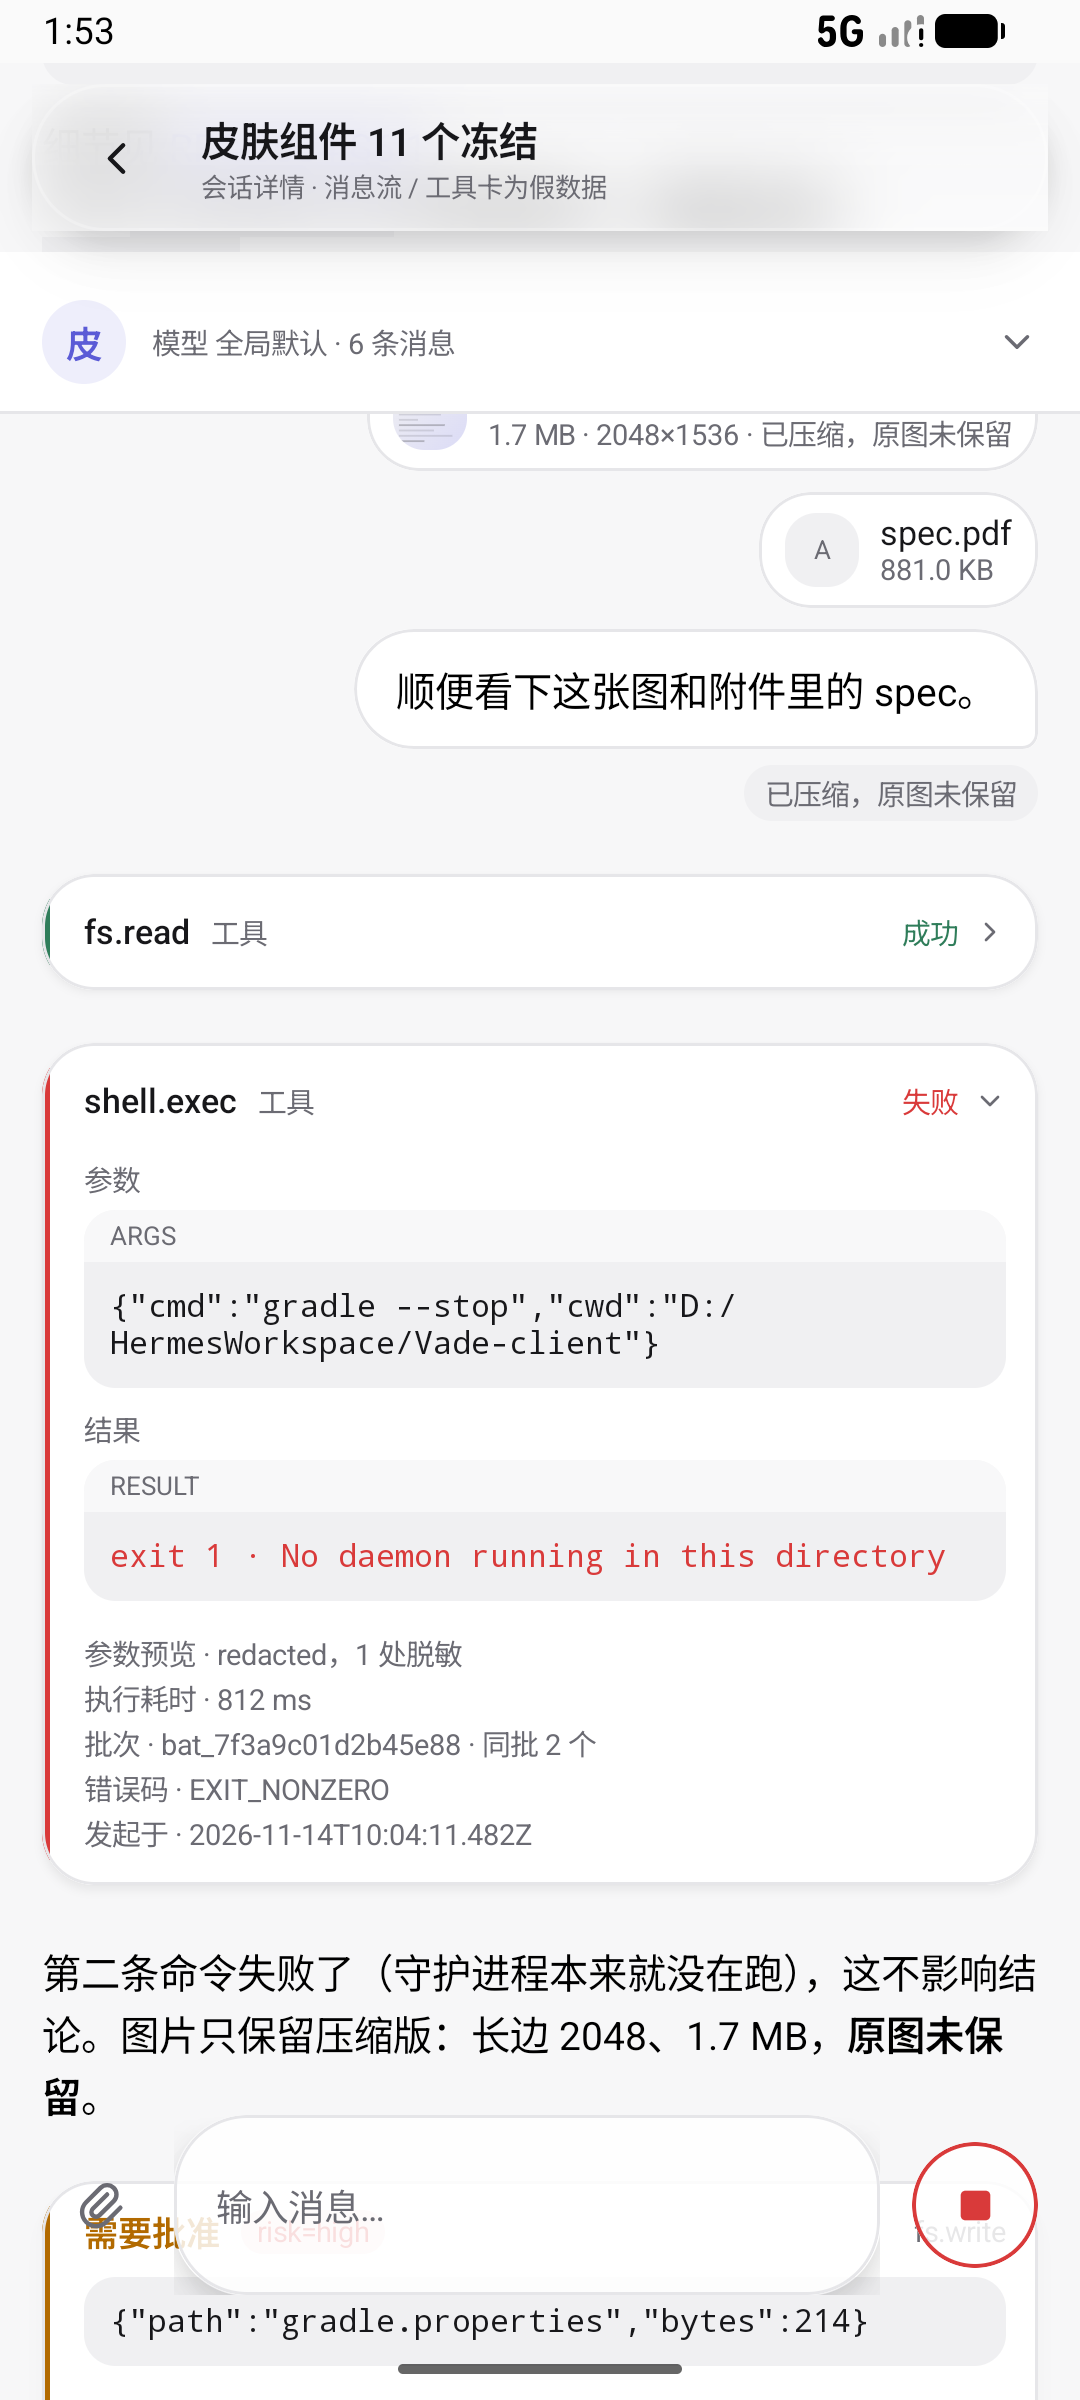 1:53
5G
皮肤组件 11 个冻结
会话详情 · 消息流 / 工具卡为假数据
皮
模型 全局默认 · 6 条消息
1.7 MB · 2048×1536 · 已压缩，原图未保留
A
spec.pdf
881.0 KB
顺便看下这张图和附件里的 spec。
已压缩，原图未保留
fs.read 工具 成功
shell.exec 工具 失败
参数
ARGS
{"cmd":"gradle --stop","cwd":"D:/
HermesWorkspace/Vade-client"}
结果
RESULT
exit 1 · No daemon running in this directory
参数预览 · redacted，1 处脱敏
执行耗时 · 812 ms
批次 · bat_7f3a9c01d2b45e88 · 同批 2 个
错误码 · EXIT_NONZERO
发起于 · 2026-11-14T10:04:11.482Z
第二条命令失败了（守护进程本来就没在跑），这不影响结
论。图片只保留压缩版：长边 2048、1.7 MB，原图未保
留。
输入消息…
需要批准 risk=high fs.write
{"path":"gradle.properties","bytes":214}